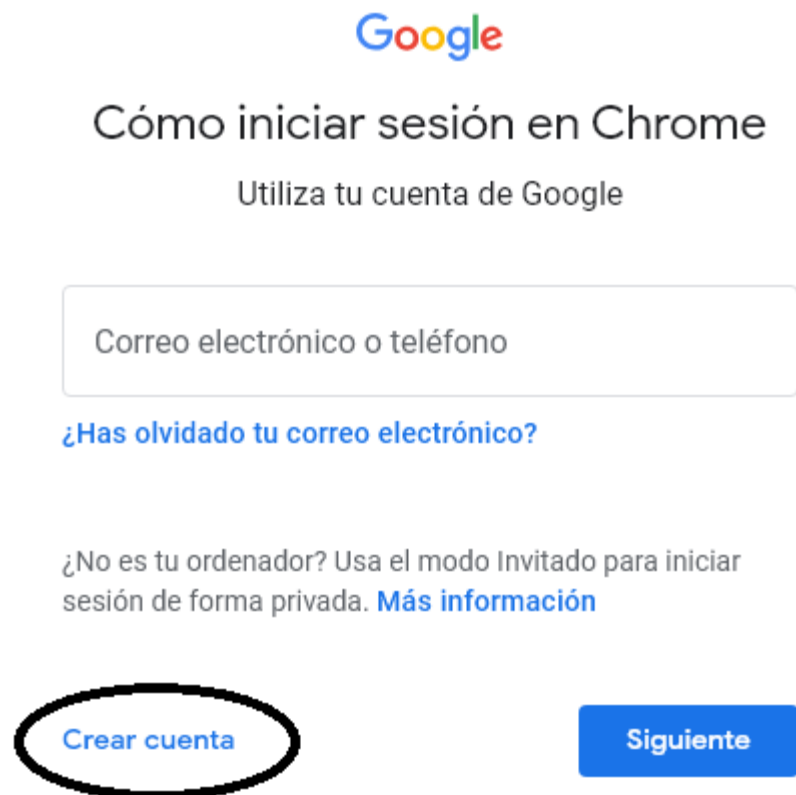 Google
Cómo iniciar sesión en Chrome
Utiliza tu cuenta de Google
Correo electrónico o teléfono
¿Has olvidado tu correo electrónico?
¿No es tu ordenador? Usa el modo Invitado para iniciar
sesión de forma privada. Más información
Crear cuenta
Siguiente